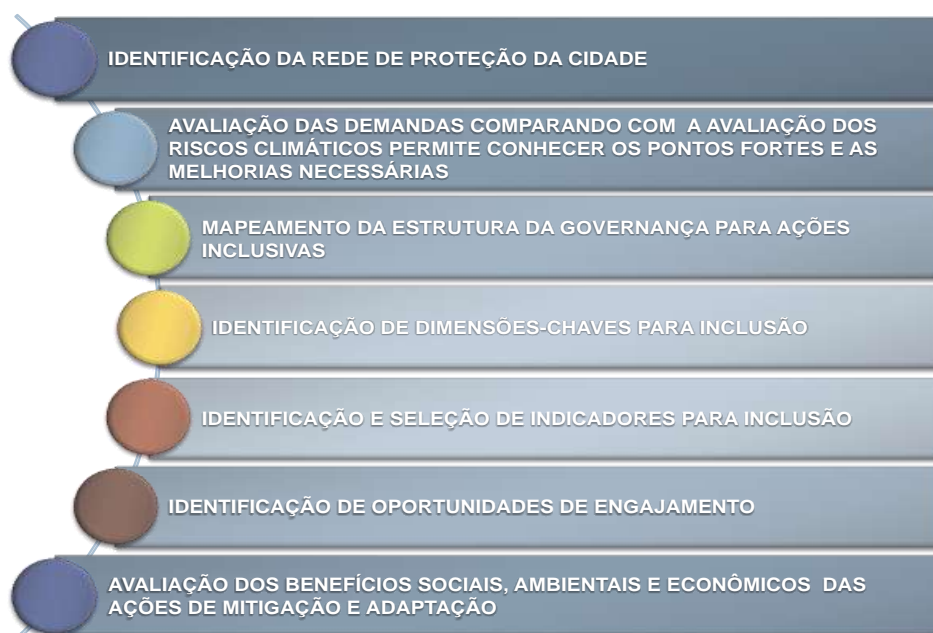 IDENTIFICAÇÃO DA REDE DE PROTEÇÃO DA CIDADE
AVALIAÇÃO DAS DEMANDAS COMPARANDO COM A AVALIAÇÃO DOS
RISCOS CLIMÁTICOS PERMITE CONHECER OS PONTOS FORTES E AS
MELHORIAS NECESSÁRIAS
MAPEAMENTO DA ESTRUTURA DA GOVERNANÇA PARA AÇÕES
INCLUSIVAS
IDENTIFICAÇÃO DE DIMENSÕES-CHAVES PARA INCLUSÃO
IDENTIFICAÇÃO E SELEÇÃO DE INDICADORES PARA INCLUSÃO
IDENTIFICAÇÃO DE OPORTUNIDADES DE ENGAJAMENTO
AVALIAÇÃO DOS BENEFÍCIOS SOCIAIS, AMBIENTAIS E ECONÔMICOS DAS
AÇÕES DE MITIGAÇÃO E ADAPTAÇÃO